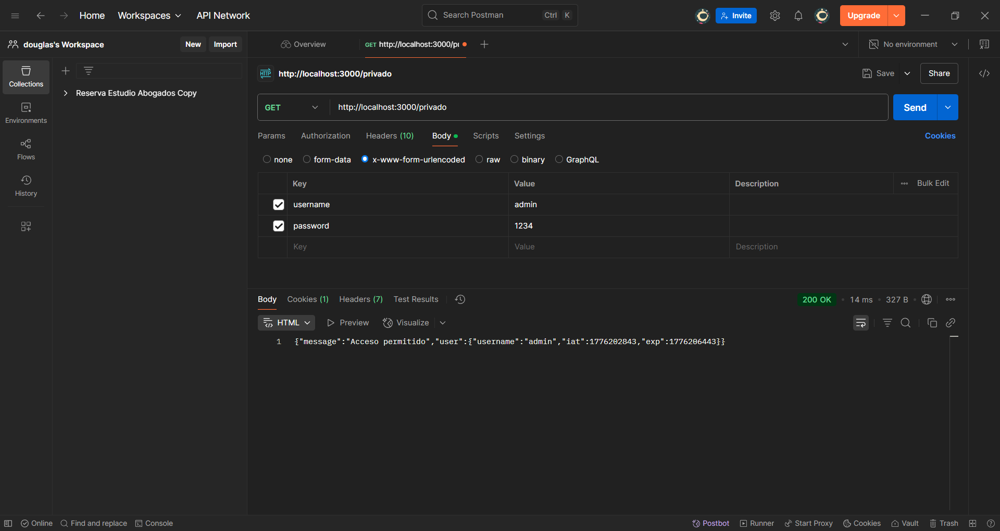 Home Workspaces API Network Search Postman Ctrl K Invite Upgrade
douglas's Workspace New Import Overview GET http://localhost:3000/pı No environment
HTTP http://localhost:3000/privado Save Share
Collections
Reserva Estudio Abogados Copy
GET http://localhost:3000/privado Send
Environments
Params Authorization Headers (10) Body Scripts Settings Cookies
Flows
none form-data x-www-form-urlencoded raw binary GraphQL
History
Key Value Description Bulk Edit
username admin
password 1234
Key Value Description
Body Cookies (1) Headers (7) Test Results 200 OK 14 ms 327 B
HTML Preview Visualize
1 {"message":"Acceso permitido","user":{"username":"admin","iat":1776202843,"exp":1776206443}}
Online Find and replace Console Postbot Runner Start Proxy Cookies Vault Trash